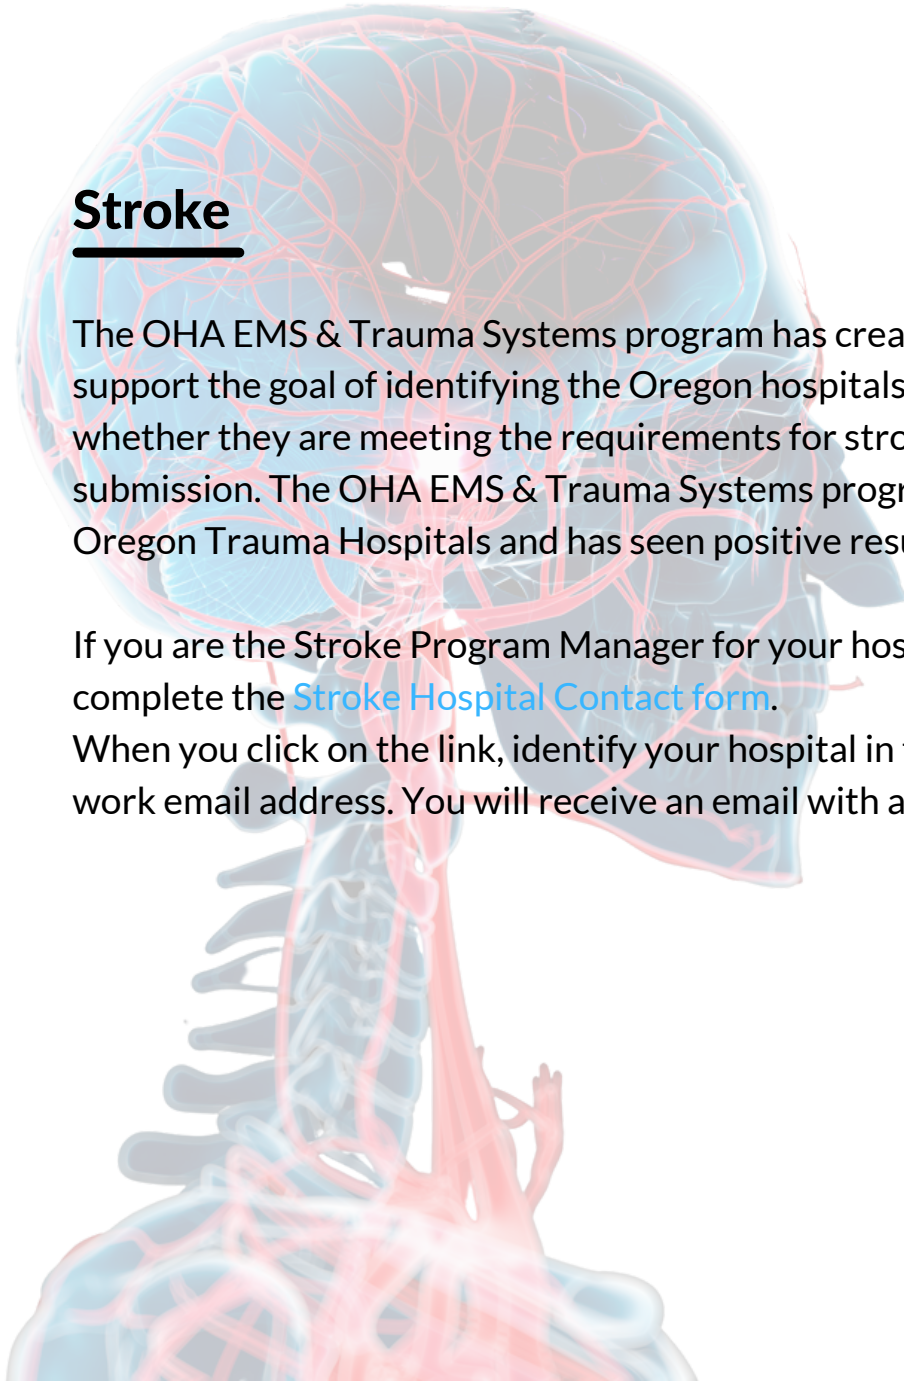 Stroke
The OHA EMS & Trauma Systems program has crea
support the goal of identifying the Oregon hospitals
whether they are meeting the requirements for stro
submission. The OHA EMS & Trauma Systems progr
Oregon Trauma Hospitals and has seen positive resu
If you are the Stroke Program Manager for your hos
complete the Stroke Hospital Contact form.
When you click on the link, identify your hospital in
work email address. You will receive an email with a